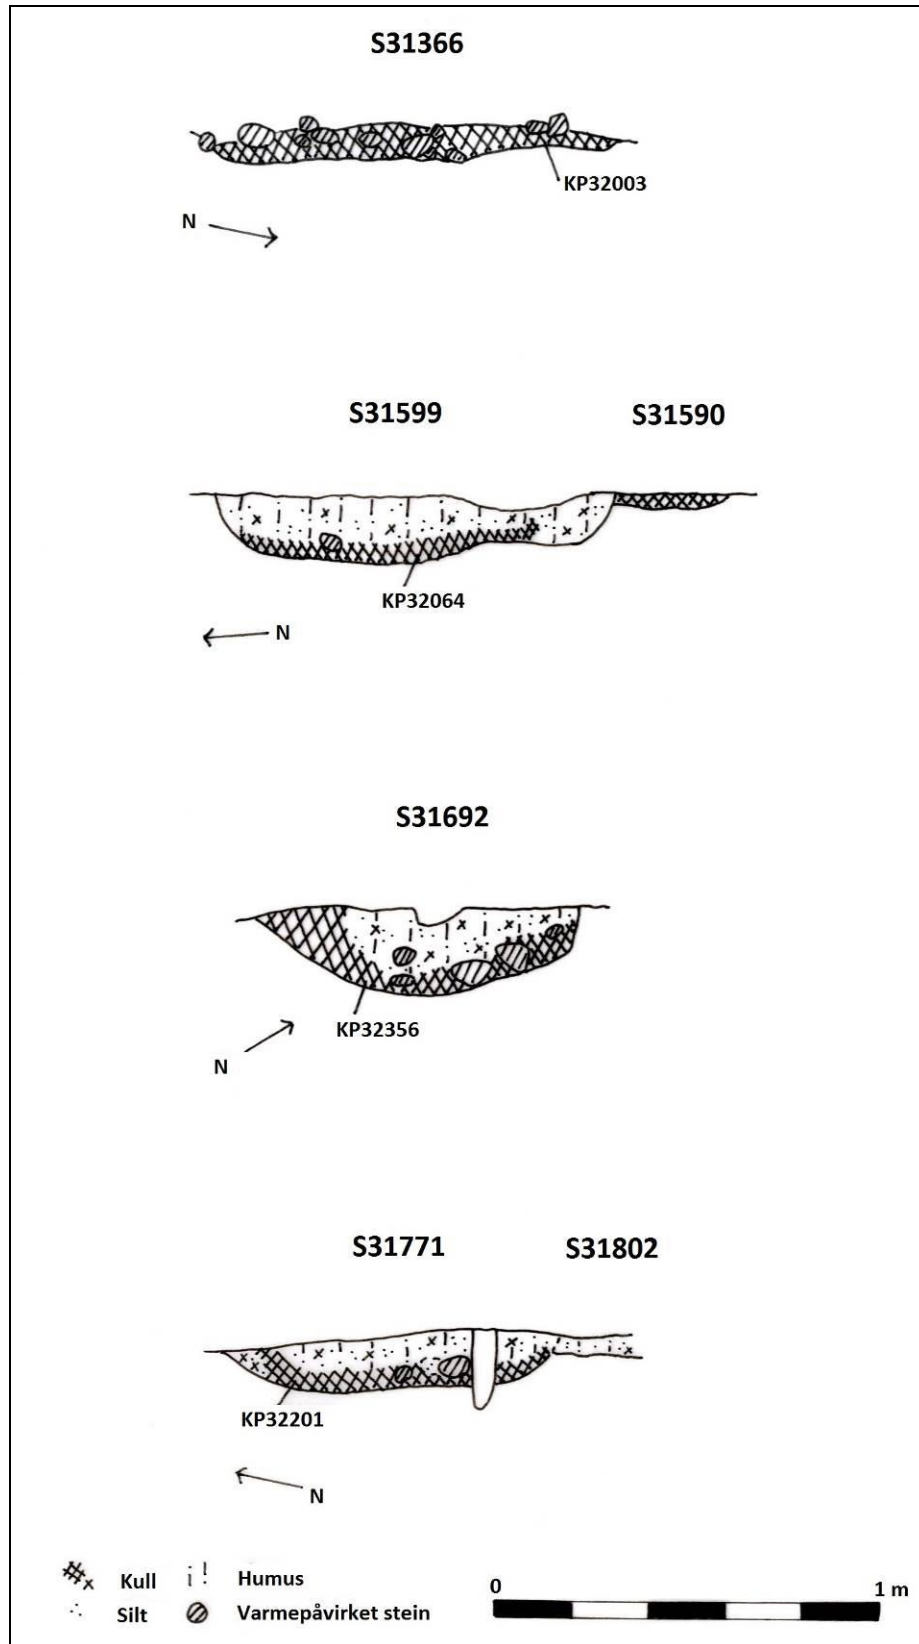 S31366
KP32003
N
S31599 S31590
KP32064
N
S31692
KP32356
N
S31771 S31802
KP32201
N
Kull Humus
Silt Varmepåvirket stein
0 1 m